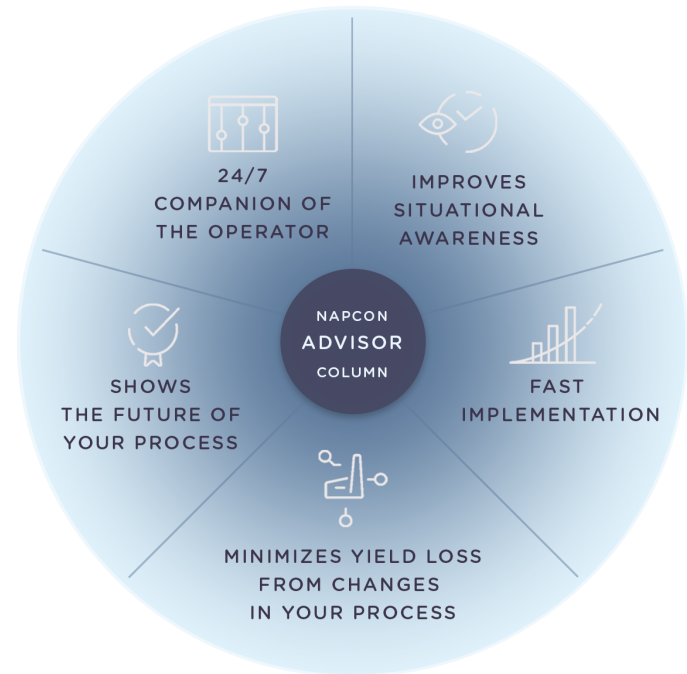 24/7
COMPANION OF
THE OPERATOR
IMPROVES
SITUATIONAL
AWARENESS
NAPCON
ADVISOR
COLUMN
SHOWS
THE FUTURE OF
YOUR PROCESS
FAST
IMPLEMENTATION
MINIMIZES YIELD LOSS
FROM CHANGES
IN YOUR PROCESS